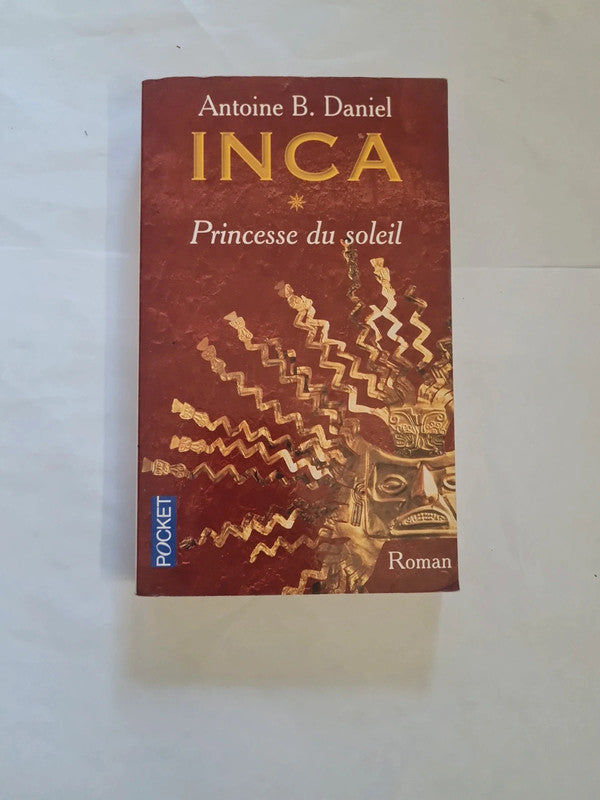 Antoine B. Daniel
INCA
Princesse du soleil
POCKET
Roman